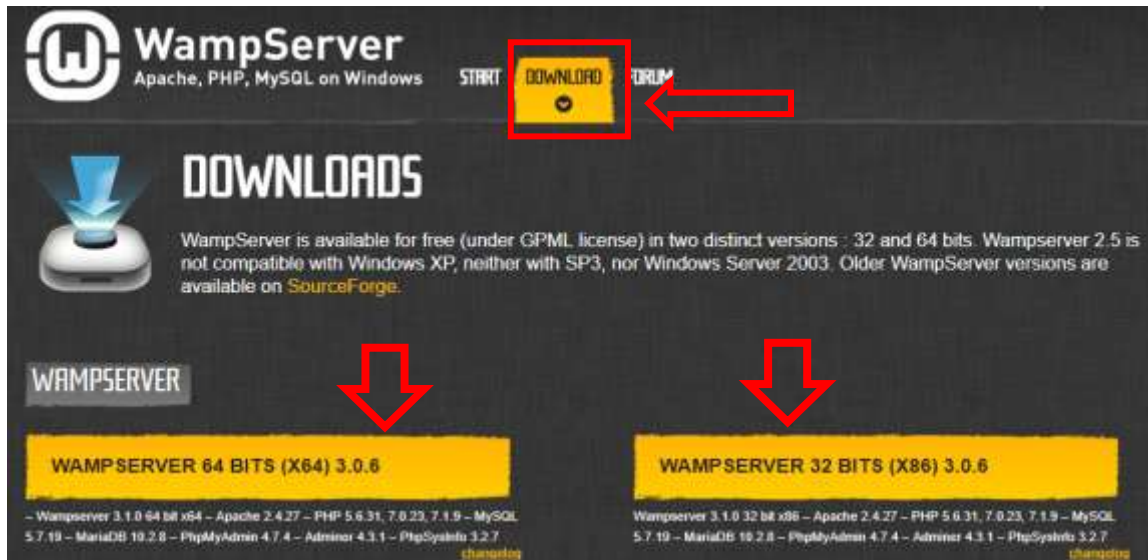 WampServer
Apache, PHP, MySQL on Windows
START DOWNLOAD FORUM
DOWNLOADS
WampServer is available for free (under GPML license) in two distinct versions : 32 and 64 bits. Wampserver 2.5 is
not compatible with Windows XP, neither with SP3, nor Windows Server 2003. Older WampServer versions are
available on SourceForge.
WAMPSERVER
WAMPSERVER 64 BITS (X64) 3.0.6
WAMPSERVER 32 BITS (X86) 3.0.6
– Wampserver 3.1.0 64 bit x64 – Apache 2.4.27 – PHP 5.6.31, 7.0.23, 7.1.9 – MySQL
5.7.19 – MariaDB 10.2.8 – PhpMyAdmin 4.7.4 – Adminer 4.3.1 – PhpSysInfo 3.2.7
changelog
Wampserver 3.1.0 32 bit x86 – Apache 2.4.27 – PHP 5.6.31, 7.0.23, 7.1.9 – MySQL
5.7.19 – MariaDB 10.2.8 – PhpMyAdmin 4.7.4 – Adminer 4.3.1 – PhpSysInfo 3.2.7
changelog